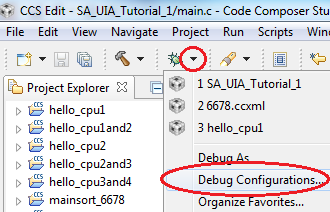 CCS Edit - SA_UIA_Tutorial_1/main.c - Code Composer Stu
File Edit View Navigate Project Run Scripts
Project Explorer
1 SA_UIA_Tutorial_1
hello_cpu1
2 6678.ccxml
hello_cpu1and2
3 hello_cpu1
hello_cpu2
hello_cpu2and3
Debug As
hello_cpu3and4
Debug Configurations...
mainsort_6678
Organize Favorites...